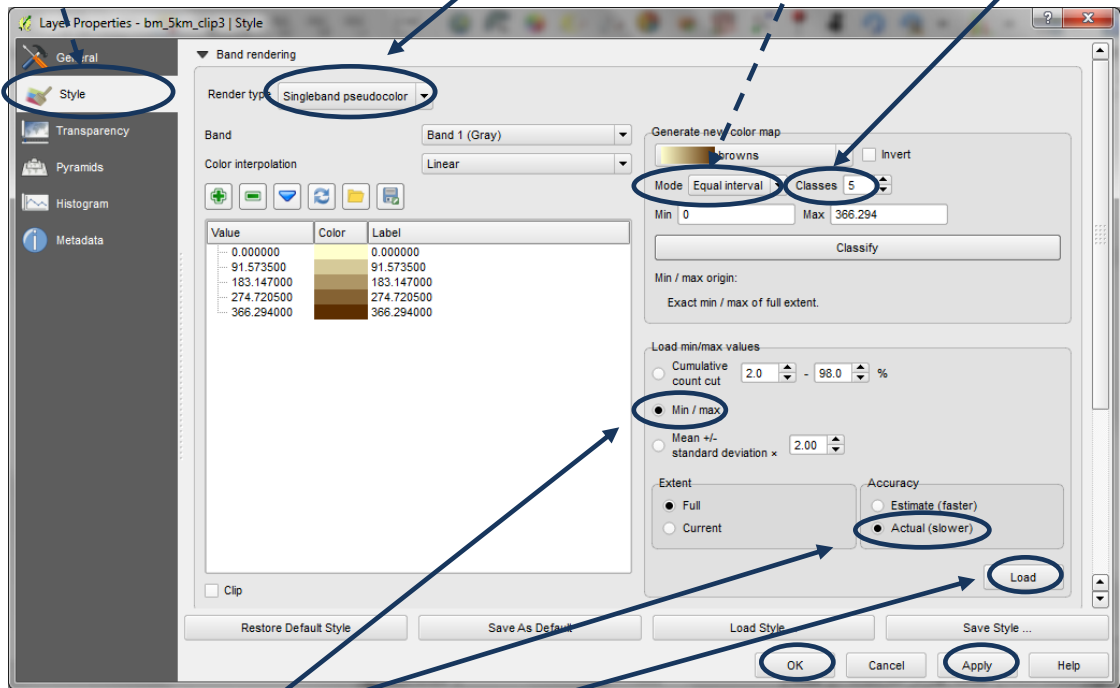 Layer Properties - bm_5km_clip3 | Style
General
Style
Transparency
Pyramids
Histogram
Metadata
Band rendering
Render type Singleband pseudocolor
Band Band 1 (Gray)
Color interpolation Linear
Value Color Label
0.000000 0.000000
91.573500 91.573500
183.147000 183.147000
274.720500 274.720500
366.294000 366.294000
Clip
Generate new color map
browns Invert
Mode Equal interval Classes 5
Min 0 Max 366.294
Classify
Min / max origin:
Exact min / max of full extent.
Load min/max values
Cumulative
count cut 2.0 - 98.0 %
Min / max
Mean +/-
standard deviation × 2.00
Extent
Full
Current
Accuracy
Estimate (faster)
Actual (slower)
Load
Restore Default Style Save As Default Load Style ... Save Style ...
OK Cancel Apply Help